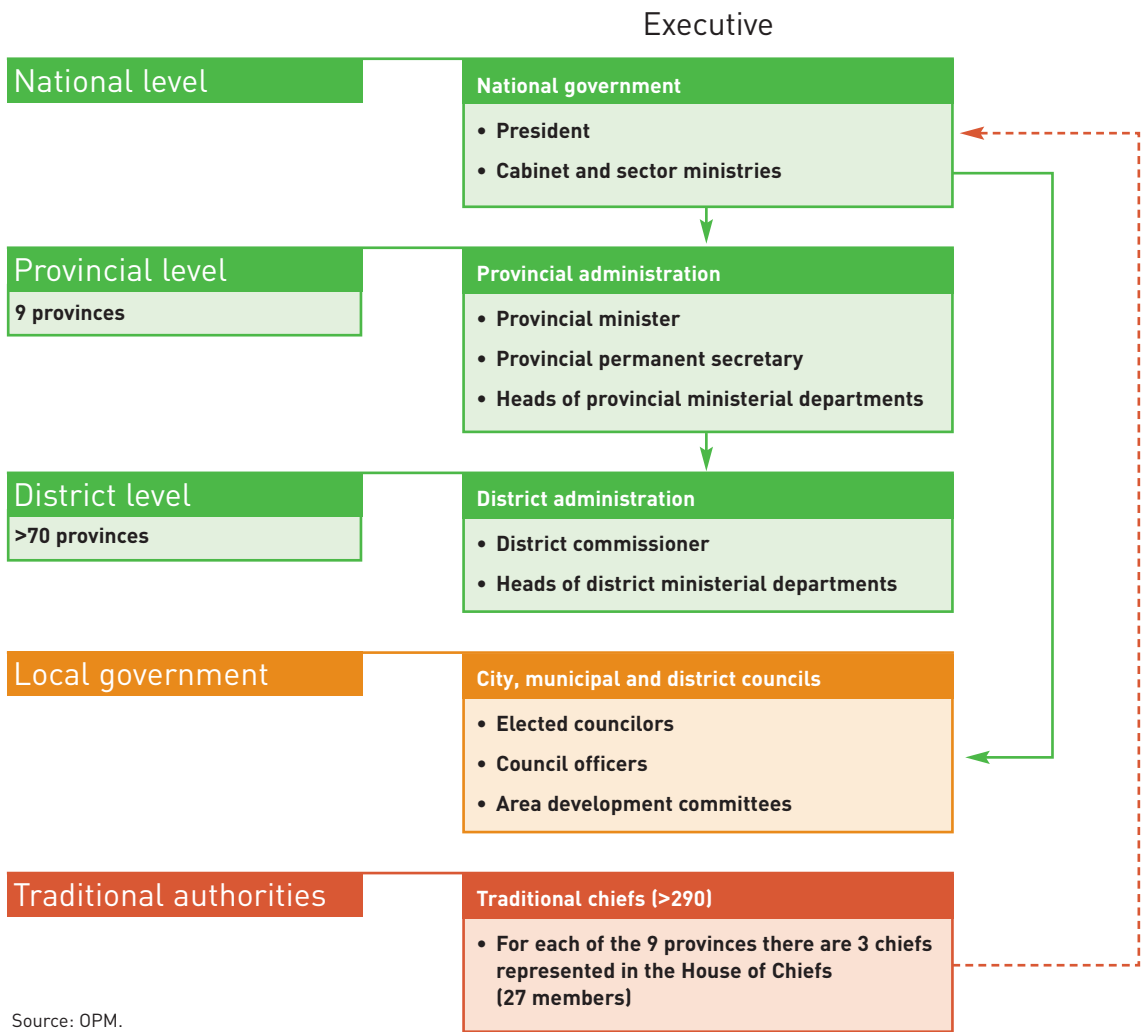 Executive
National level
National government
• President
• Cabinet and sector ministries
Provincial level
9 provinces
Provincial administration
• Provincial minister
• Provincial permanent secretary
• Heads of provincial ministerial departments
District level
>70 provinces
District administration
• District commissioner
• Heads of district ministerial departments
Local government
City, municipal and district councils
• Elected councilors
• Council officers
• Area development committees
Traditional authorities
Traditional chiefs (>290)
• For each of the 9 provinces there are 3 chiefs
represented in the House of Chiefs
(27 members)
Source: OPM.